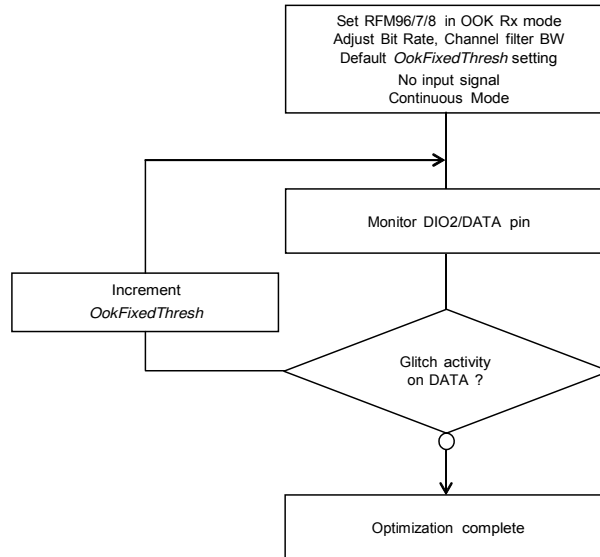 Set RFM96/7/8 in OOK Rx mode
Adjust Bit Rate, Channel filter BW
Default OokFixedThresh setting
No input signal
Continuous Mode
Monitor DIO2/DATA pin
Increment
OokFixedThresh
Glitch activity
on DATA ?
Optimization complete